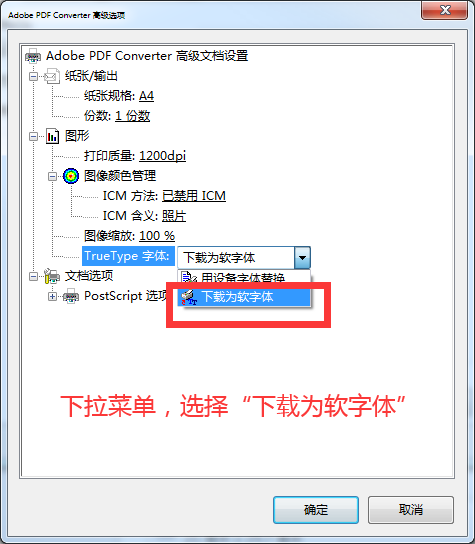 Adobe PDF Converter 高级选项
Adobe PDF Converter 高级文档设置
纸张/输出
纸张规格: A4
份数: 1 份数
图形
打印质量: 1200dpi
图像颜色管理
ICM 方法: 已禁用 ICM
ICM 含义: 照片
图像缩放: 100 %
TrueType 字体: 下载为软字体
文档选项
用设备字体替换
PostScript 选项
下载为软字体
下拉菜单，选择“下载为软字体”
确定
取消